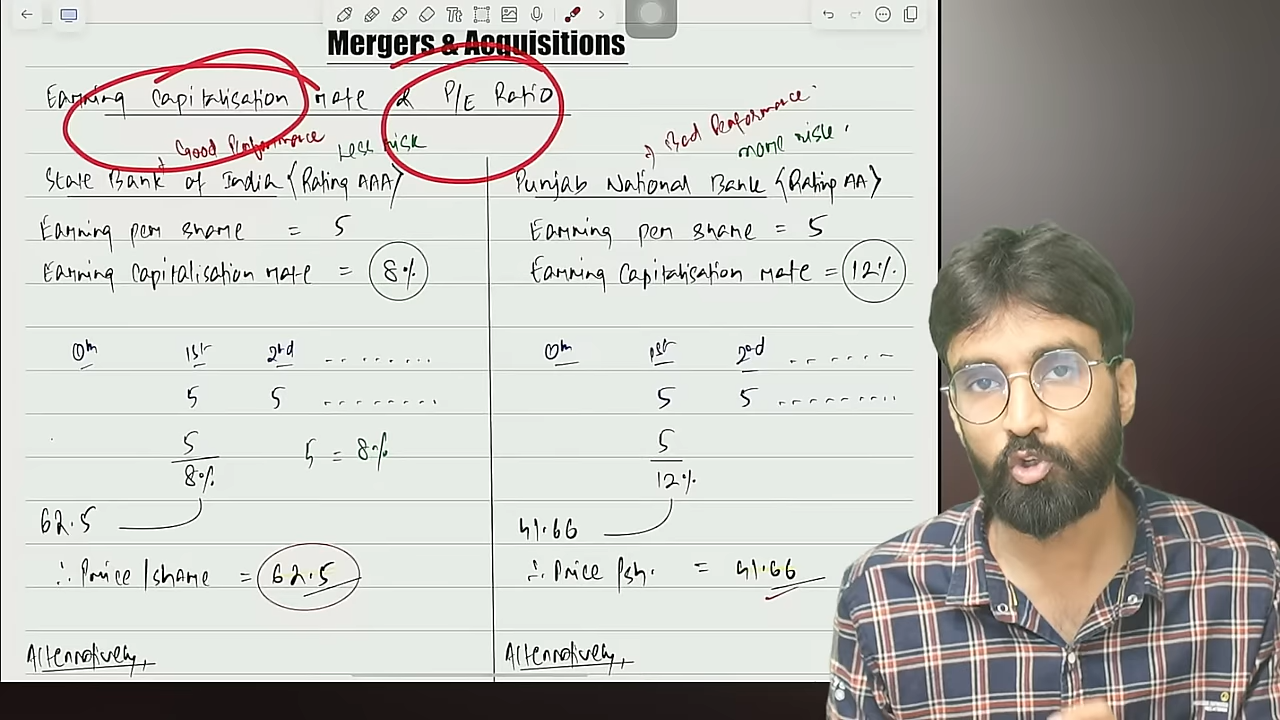 Mergers & Acquisitions
Earning Capitalisation rate & P/E Ratio
Good Performance Less risk
Bad Performance.
more risk.
State Bank of India {Rating AAA}
Earning per share = 5
Earning Capitalisation rate = 8%
0th 1st 2nd ........
5 5 .........
5
8%
5 = 8%
62.5
∴ Price /share = 62.5
Alternatively,
Punjab National Bank {Rating AA}
Earning per share = 5
Earning Capitalisation rate = 12%
0th 1st 2nd .......
5 5 ..........
5
12%
41.66
∴ Price /sh. = 41.66
Alternatively,